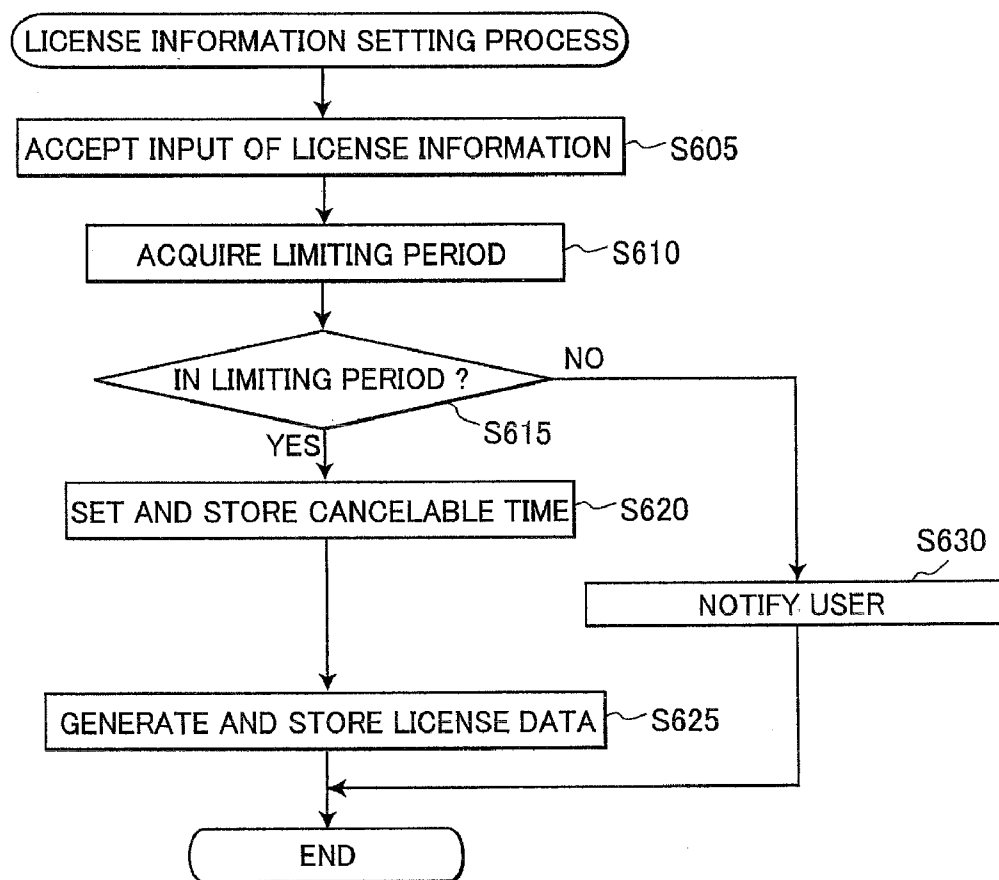 LICENSE INFORMATION SETTING PROCESS
ACCEPT INPUT OF LICENSE INFORMATION
S605
ACQUIRE LIMITING PERIOD
S610
IN LIMITING PERIOD ?
NO
S615
YES
SET AND STORE CANCELABLE TIME
S620
S630
NOTIFY USER
GENERATE AND STORE LICENSE DATA
S625
END